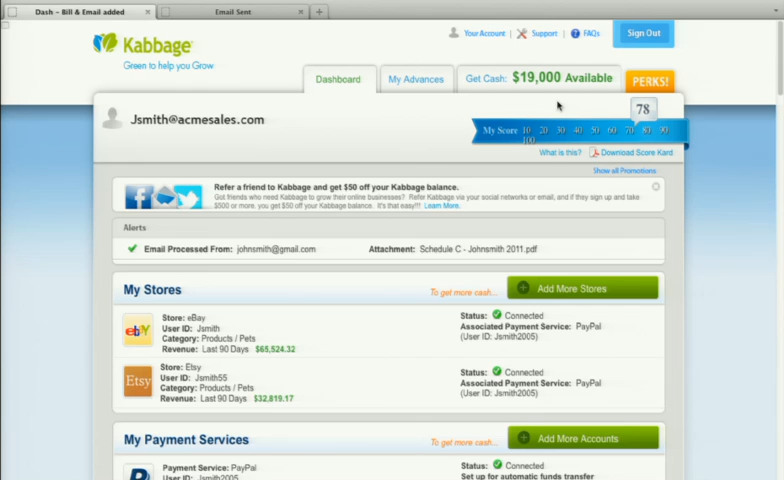 Dash - Bill & Email added
Email Sent
Kabbage
Green to help you Grow
Your Account | Support | FAQs
Sign Out
Dashboard
My Advances
Get Cash: $19,000 Available
PERKS!
Jsmith@acmesales.com
78
My Score 10 20 30 40 50 60 70 80 90
100
What is this?
Download Score Kard
Show all Promotions
Refer a friend to Kabbage and get $50 off your Kabbage balance.
Got friends who need Kabbage to grow their online businesses? Refer Kabbage via your social networks or email, and if they sign up and take
$500 or more, you get $50 off your Kabbage balance. It's that easy!!! Learn More.
Alerts
Email Processed From: johnsmith@gmail.com
Attachment: Schedule C - Johnsmith 2011.pdf
My Stores
To get more cash...
Add More Stores
ebY
Store: eBay
User ID: Jsmith
Category: Products / Pets
Revenue: Last 90 Days $65,524.32
Status: Connected
Associated Payment Service: PayPal
(User ID: Jsmith2005)
Etsy
Store: Etsy
User ID: Jsmith55
Category: Products / Pets
Revenue: Last 90 Days $32,819.17
Status: Connected
Associated Payment Service: PayPal
(User ID: Jsmith2005)
My Payment Services
To get more cash...
Add More Accounts
Payment Service: PayPal
User ID: Jsmith2005
Status: Connected
Set up for automatic funds transfer